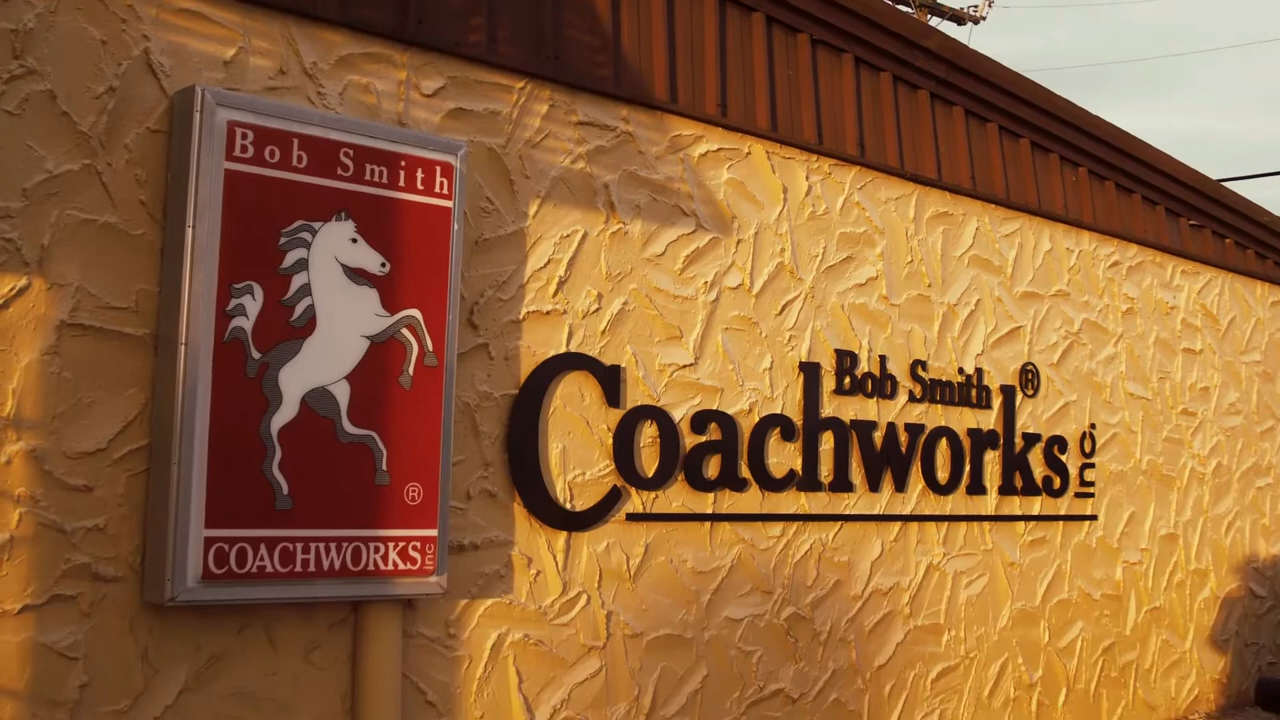 Bob Smith
®
COACHWORKS inc
Bob Smith®
Coachworks inc.